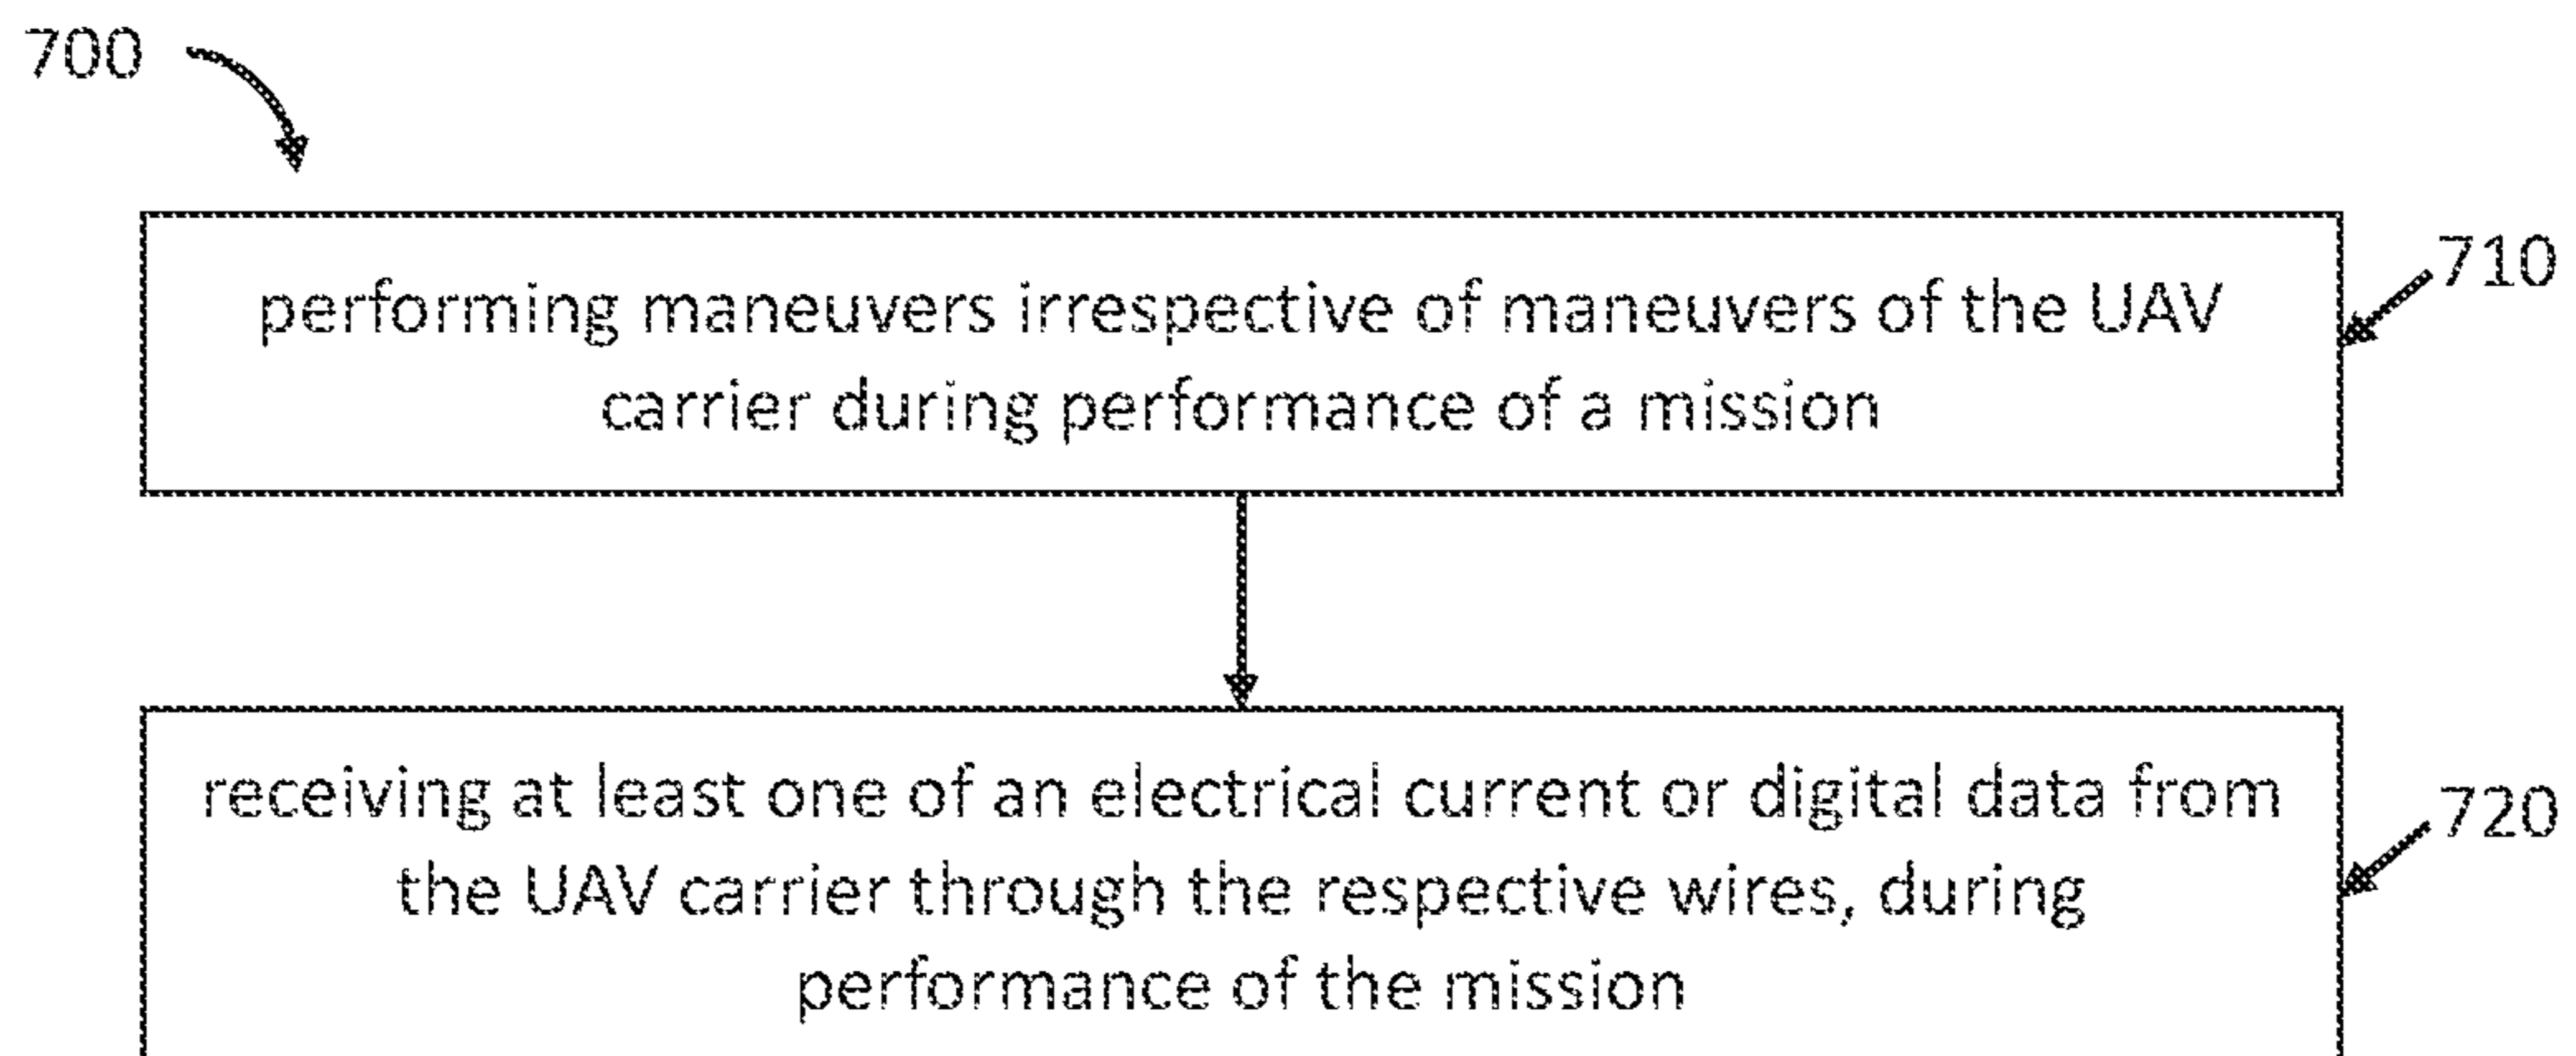 700
710
performing maneuvers irrespective of maneuvers of the UAV
carrier during performance of a mission
720
receiving at least one of an electrical current or digital data from
the UAV carrier through the respective wires, during
performance of the mission